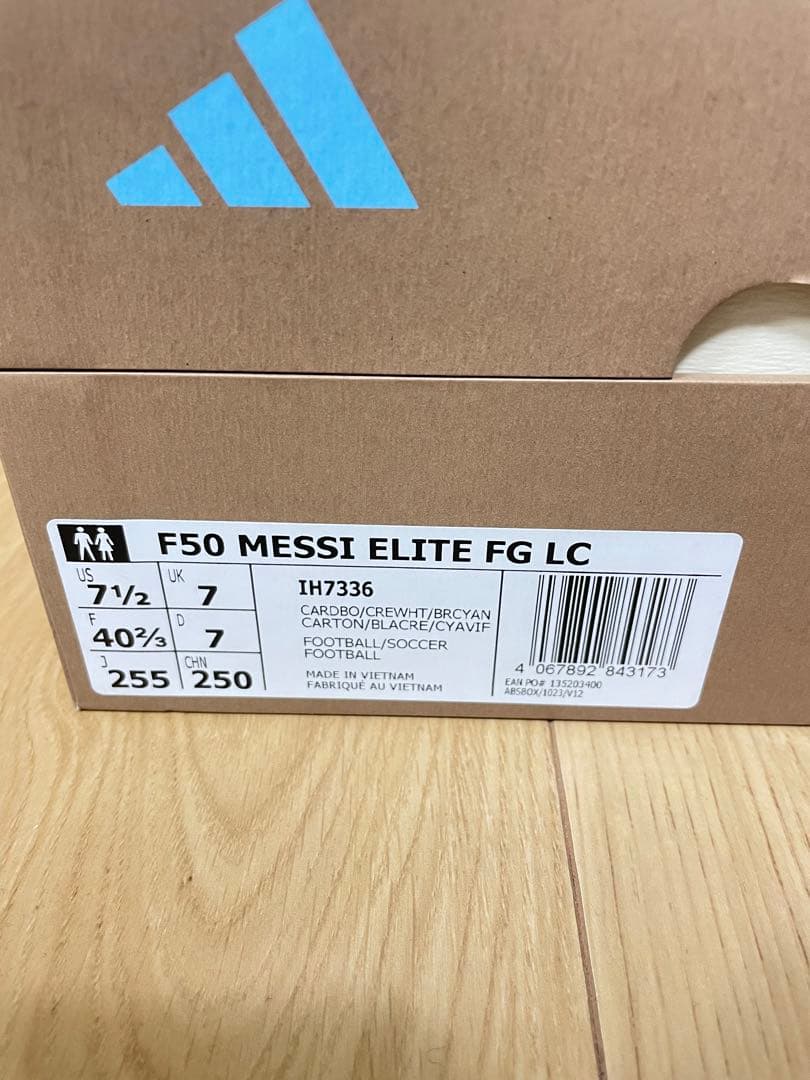 F50 MESSI ELITE FG LC
US 7½ UK 7
F 40⅔ D 7
J 255 CHN 250
IH7336
CARDBO/CREWHT/BRCYAN
CARTON/BLACRE/CYAVIF
FOOTBALL/SOCCER
FOOTBALL
MADE IN VIETNAM
FABRIQUÉ AU VIETNAM
4 067892 843173
EAN PO# 135203400
ABSBOX/1023/V12